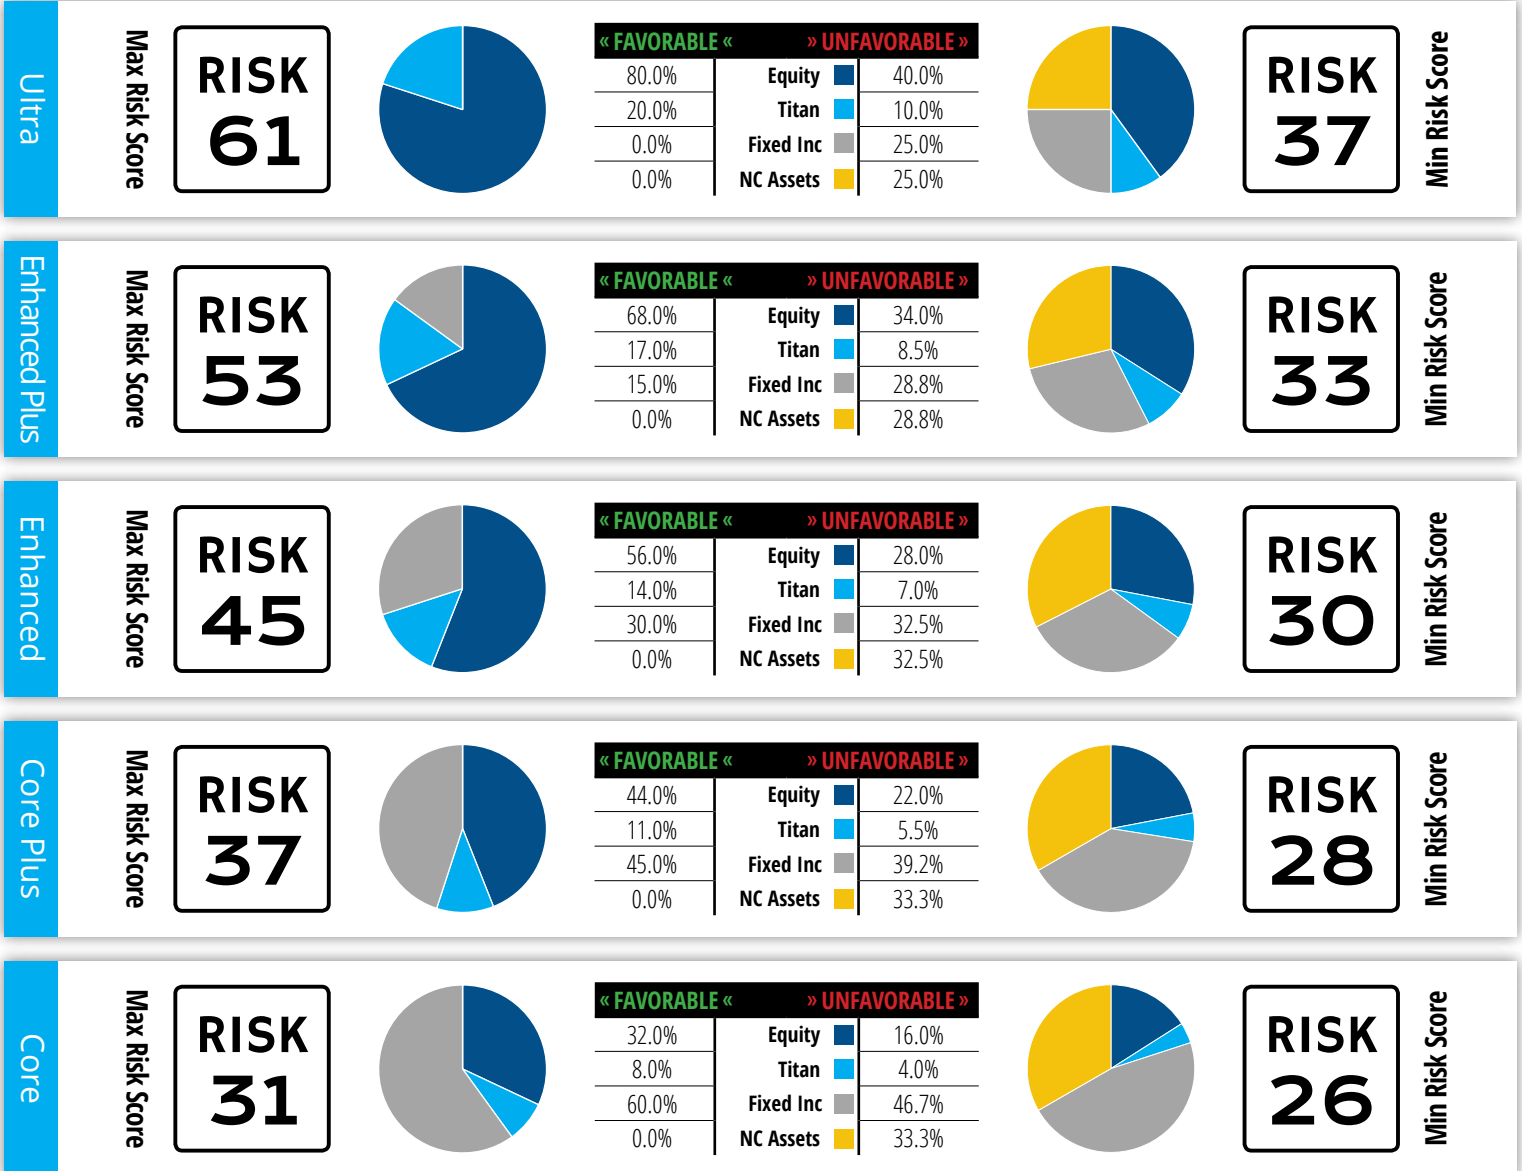 Ultra
Max Risk Score
RISK
61
« FAVORABLE « » UNFAVORABLE »
80.0% Equity 40.0%
20.0% Titan 10.0%
0.0% Fixed Inc 25.0%
0.0% NC Assets 25.0%
RISK
37
Min Risk Score
Enhanced Plus
Max Risk Score
RISK
53
« FAVORABLE « » UNFAVORABLE »
68.0% Equity 34.0%
17.0% Titan 8.5%
15.0% Fixed Inc 28.8%
0.0% NC Assets 28.8%
RISK
33
Min Risk Score
Enhanced
Max Risk Score
RISK
45
« FAVORABLE « » UNFAVORABLE »
56.0% Equity 28.0%
14.0% Titan 7.0%
30.0% Fixed Inc 32.5%
0.0% NC Assets 32.5%
RISK
30
Min Risk Score
Core Plus
Max Risk Score
RISK
37
« FAVORABLE « » UNFAVORABLE »
44.0% Equity 22.0%
11.0% Titan 5.5%
45.0% Fixed Inc 39.2%
0.0% NC Assets 33.3%
RISK
28
Min Risk Score
Core
Max Risk Score
RISK
31
« FAVORABLE « » UNFAVORABLE »
32.0% Equity 16.0%
8.0% Titan 4.0%
60.0% Fixed Inc 46.7%
0.0% NC Assets 33.3%
RISK
26
Min Risk Score